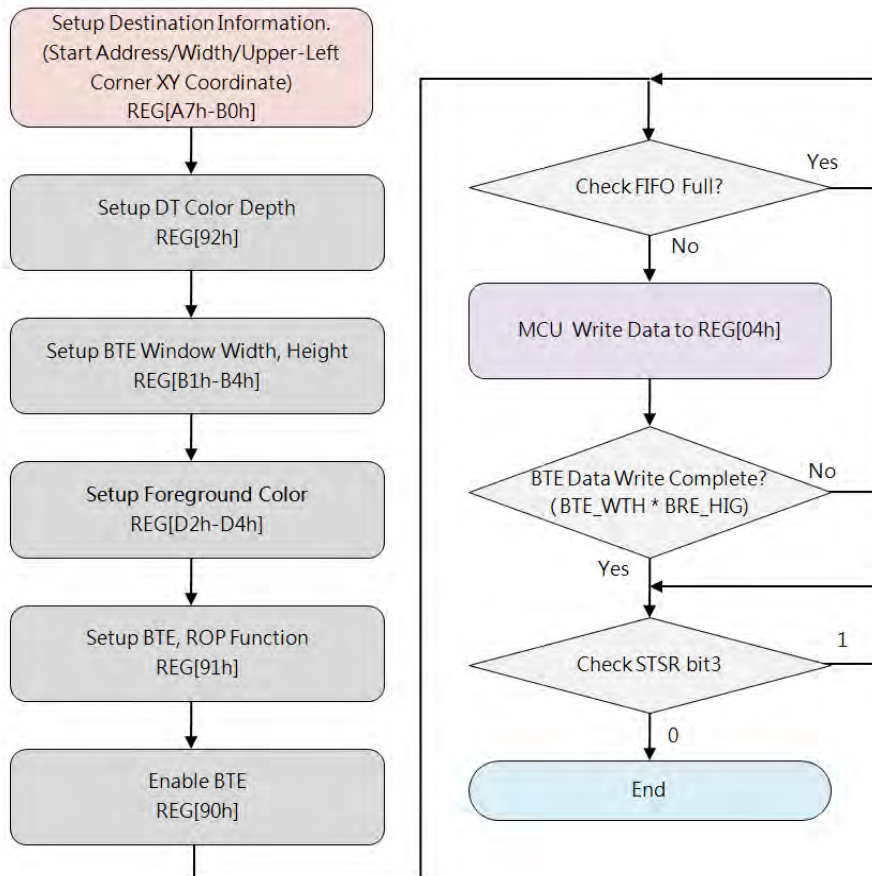 Setup Destination Information.
(Start Address/Width/Upper-Left
Corner XY Coordinate)
REG[A7h-B0h]
Setup DT Color Depth
REG[92h]
Setup BTE Window Width, Height
REG[B1h-B4h]
Setup Foreground Color
REG[D2h-D4h]
Setup BTE, ROP Function
REG[91h]
Enable BTE
REG[90h]
Check FIFO Full?
Yes
No
MCU Write Data to REG[04h]
BTE Data Write Complete?
(BTE_WTH * BRE_HIG)
No
Yes
Check STSR bit3
1
0
End